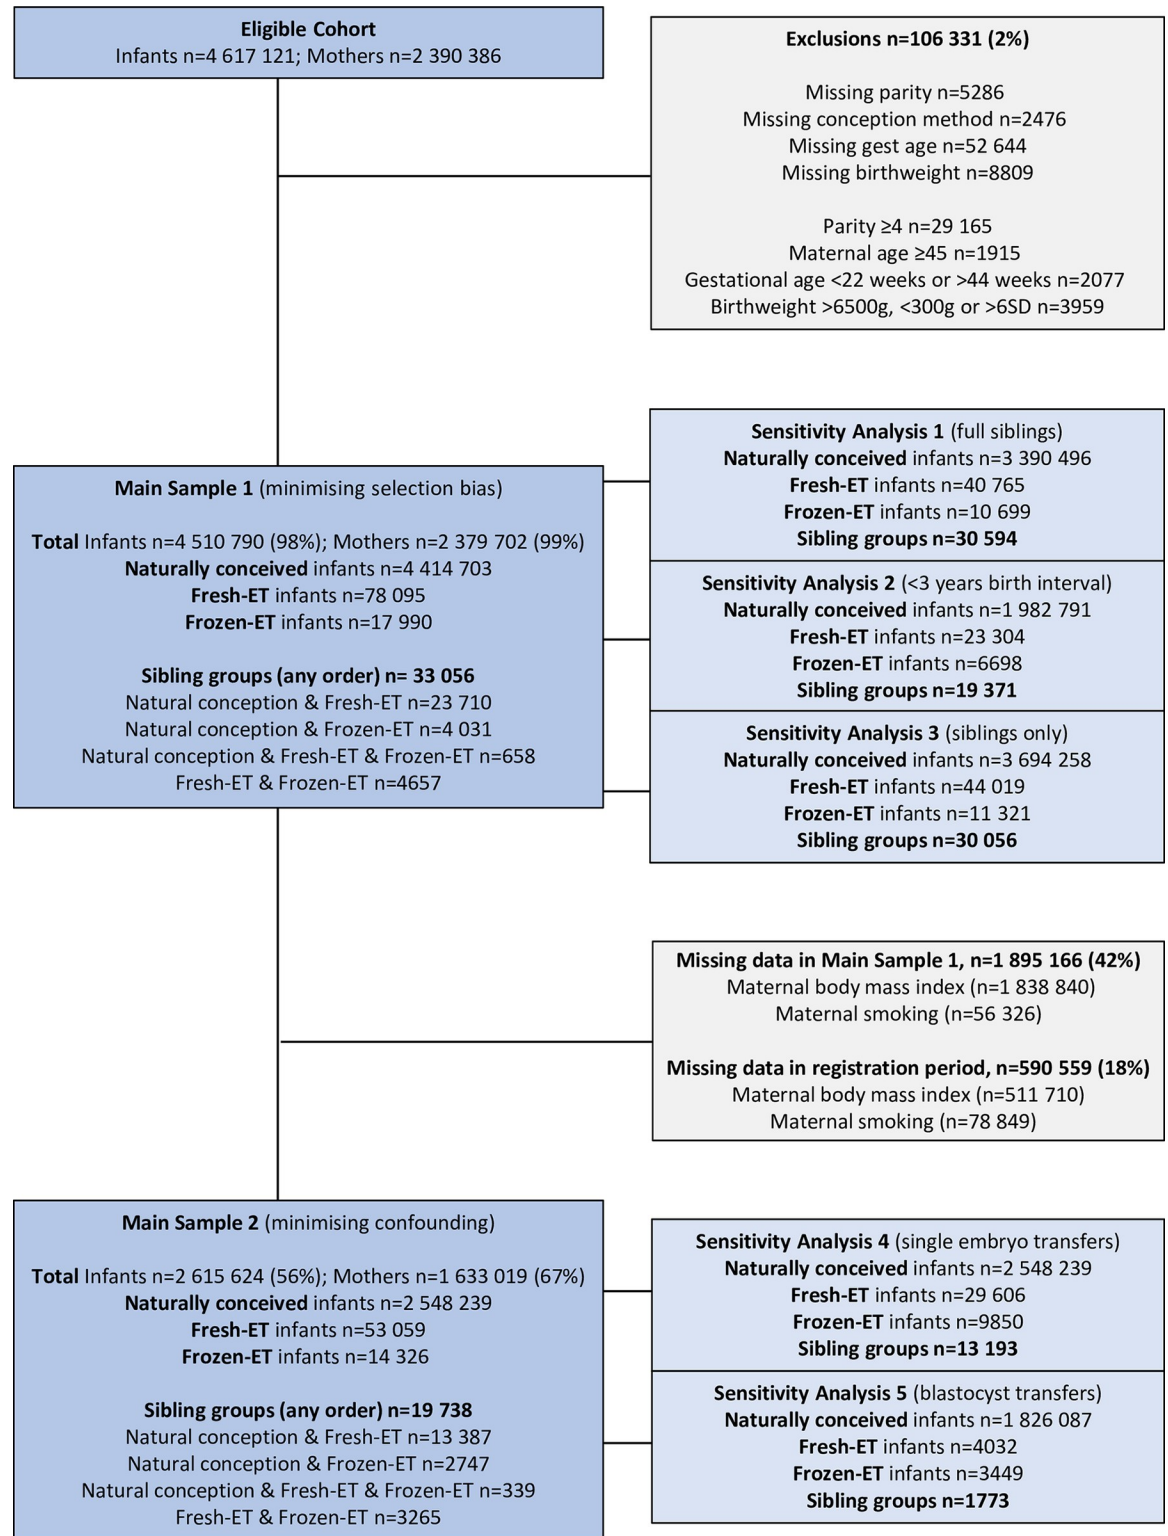 Eligible Cohort
Infants n=4 617 121; Mothers n=2 390 386
Exclusions n=106 331 (2%)
Missing parity n=5286
Missing conception method n=2476
Missing gest age n=52 644
Missing birthweight n=8809
Parity ≥4 n=29 165
Maternal age ≥45 n=1915
Gestational age <22 weeks or >44 weeks n=2077
Birthweight >6500g, <300g or >6SD n=3959
Main Sample 1 (minimising selection bias)
Total Infants n=4 510 790 (98%); Mothers n=2 379 702 (99%)
Naturally conceived infants n=4 414 703
Fresh-ET infants n=78 095
Frozen-ET infants n=17 990
Sibling groups (any order) n= 33 056
Natural conception & Fresh-ET n=23 710
Natural conception & Frozen-ET n=4 031
Natural conception & Fresh-ET & Frozen-ET n=658
Fresh-ET & Frozen-ET n=4657
Sensitivity Analysis 1 (full siblings)
Naturally conceived infants n=3 390 496
Fresh-ET infants n=40 765
Frozen-ET infants n=10 699
Sibling groups n=30 594
Sensitivity Analysis 2 (<3 years birth interval)
Naturally conceived infants n=1 982 791
Fresh-ET infants n=23 304
Frozen-ET infants n=6698
Sibling groups n=19 371
Sensitivity Analysis 3 (siblings only)
Naturally conceived infants n=3 694 258
Fresh-ET infants n=44 019
Frozen-ET infants n=11 321
Sibling groups n=30 056
Missing data in Main Sample 1, n=1 895 166 (42%)
Maternal body mass index (n=1 838 840)
Maternal smoking (n=56 326)
Missing data in registration period, n=590 559 (18%)
Maternal body mass index (n=511 710)
Maternal smoking (n=78 849)
Main Sample 2 (minimising confounding)
Total Infants n=2 615 624 (56%); Mothers n=1 633 019 (67%)
Naturally conceived infants n=2 548 239
Fresh-ET infants n=53 059
Frozen-ET infants n=14 326
Sibling groups (any order) n=19 738
Natural conception & Fresh-ET n=13 387
Natural conception & Frozen-ET n=2747
Natural conception & Fresh-ET & Frozen-ET n=339
Fresh-ET & Frozen-ET n=3265
Sensitivity Analysis 4 (single embryo transfers)
Naturally conceived infants n=2 548 239
Fresh-ET infants n=29 606
Frozen-ET infants n=9850
Sibling groups n=13 193
Sensitivity Analysis 5 (blastocyst transfers)
Naturally conceived infants n=1 826 087
Fresh-ET infants n=4032
Frozen-ET infants n=3449
Sibling groups n=1773